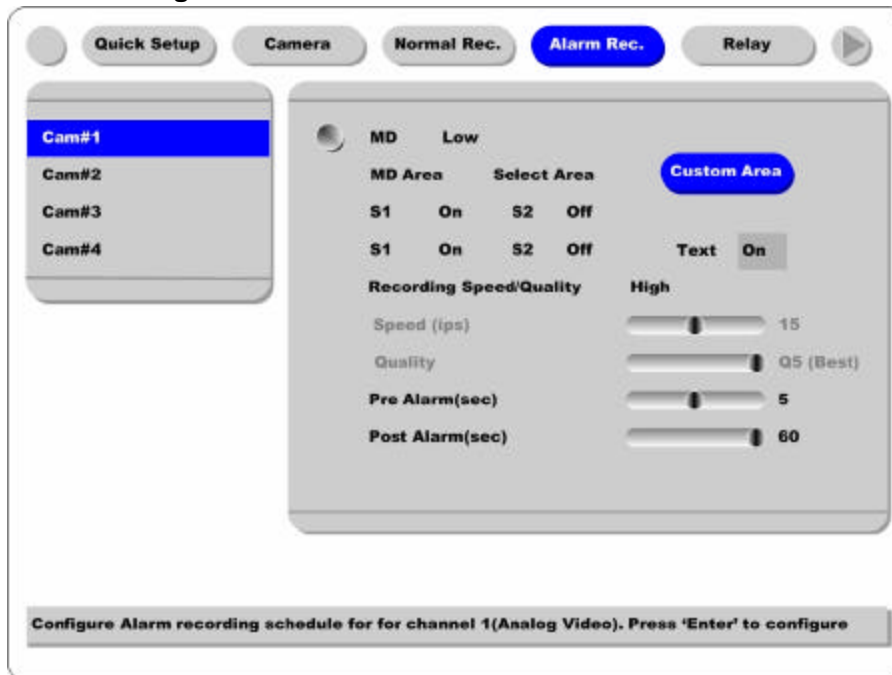 Quick Setup Camera Normal Rec. Alarm Rec. Relay
Cam#1
Cam#2
Cam#3
Cam#4
MD Low
MD Area Select Area Custom Area
S1 On S2 Off
S1 On S2 Off Text On
Recording Speed/Quality High
Speed (ips) 15
Quality Q5 (Best)
Pre Alarm(sec) 5
Post Alarm(sec) 60
Configure Alarm recording schedule for for channel 1(Analog Video). Press ‘Enter’ to configure